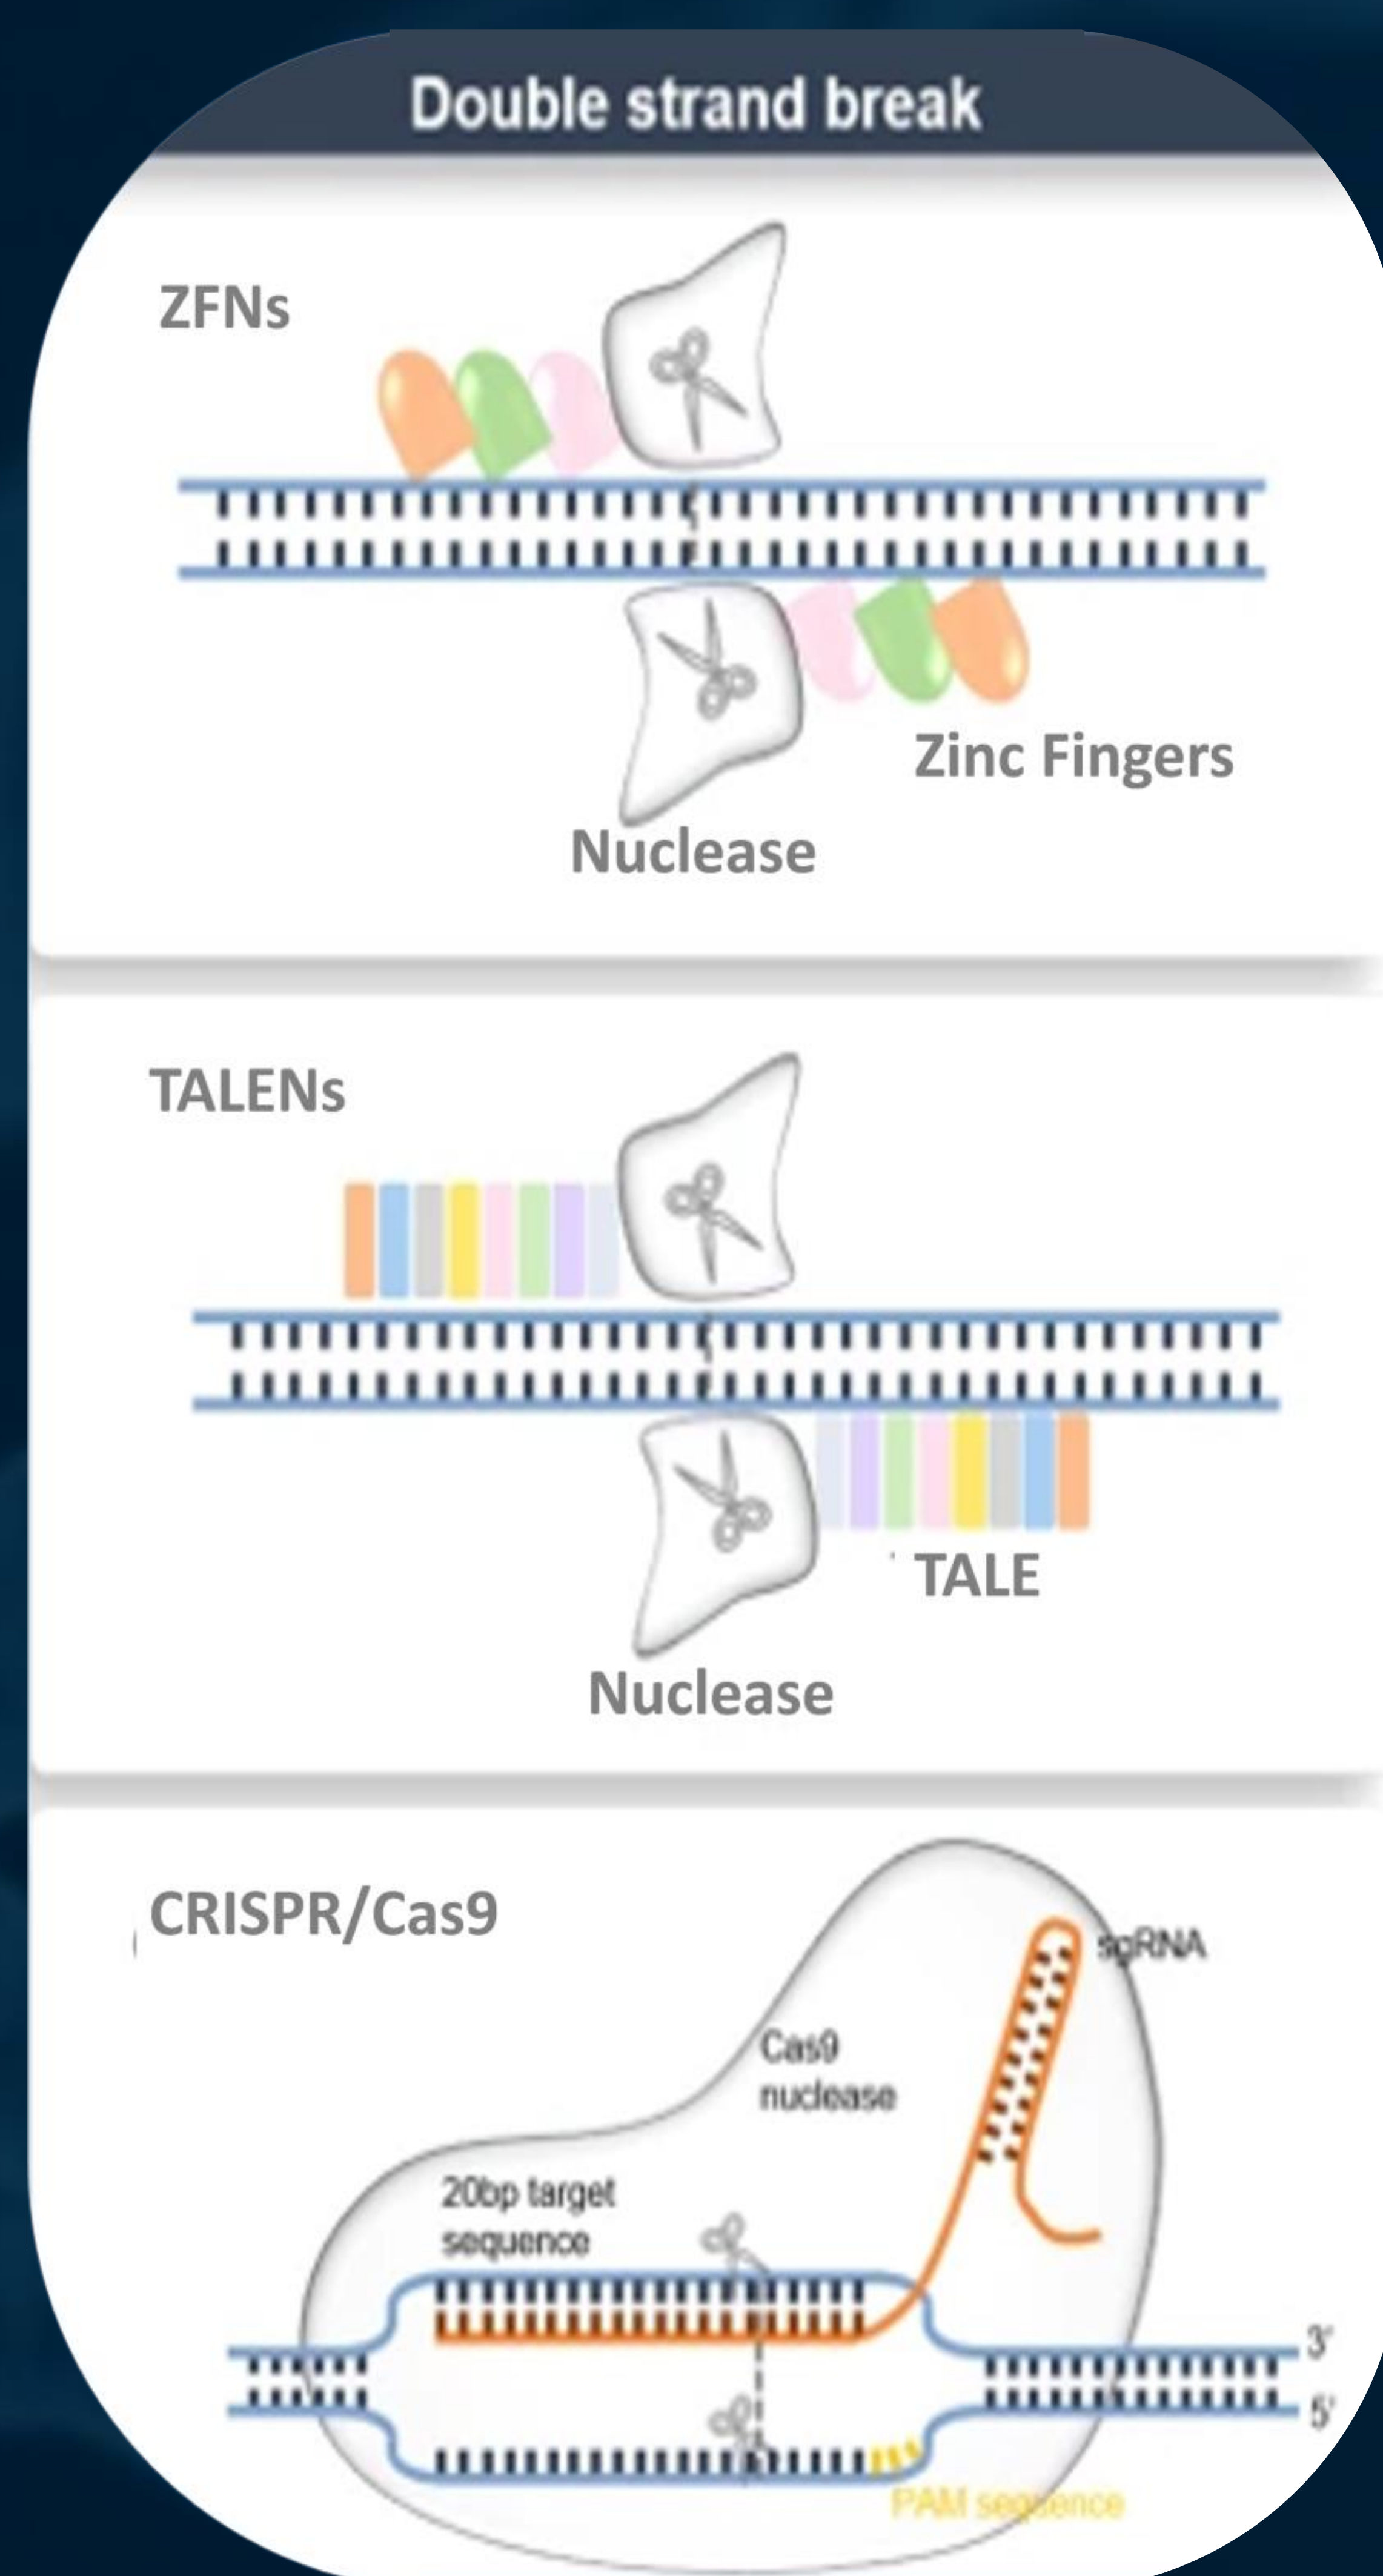 Double strand break
ZFNs
Zinc Fingers
Nuclease
TALENs
TALE
Nuclease
CRISPR/Cas9
sgRNA
Cas9
nuclease
20bp target
sequence
3'
5'
PAM sequence